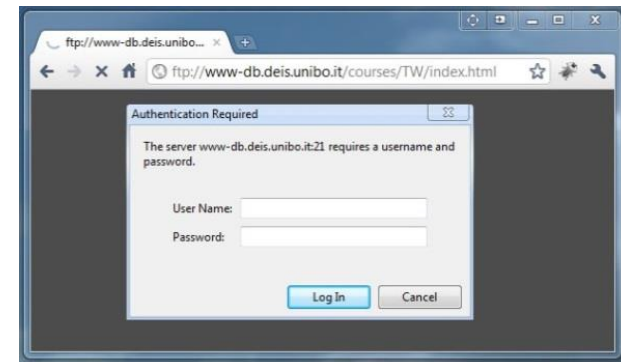 ftp://www-db.deis.unibo...
ftp://www-db.deis.unibo.it/courses/TW/index.html
Authentication Required
The server www-db.deis.unibo.it:21 requires a username and
password.
User Name:
Password:
Log In
Cancel